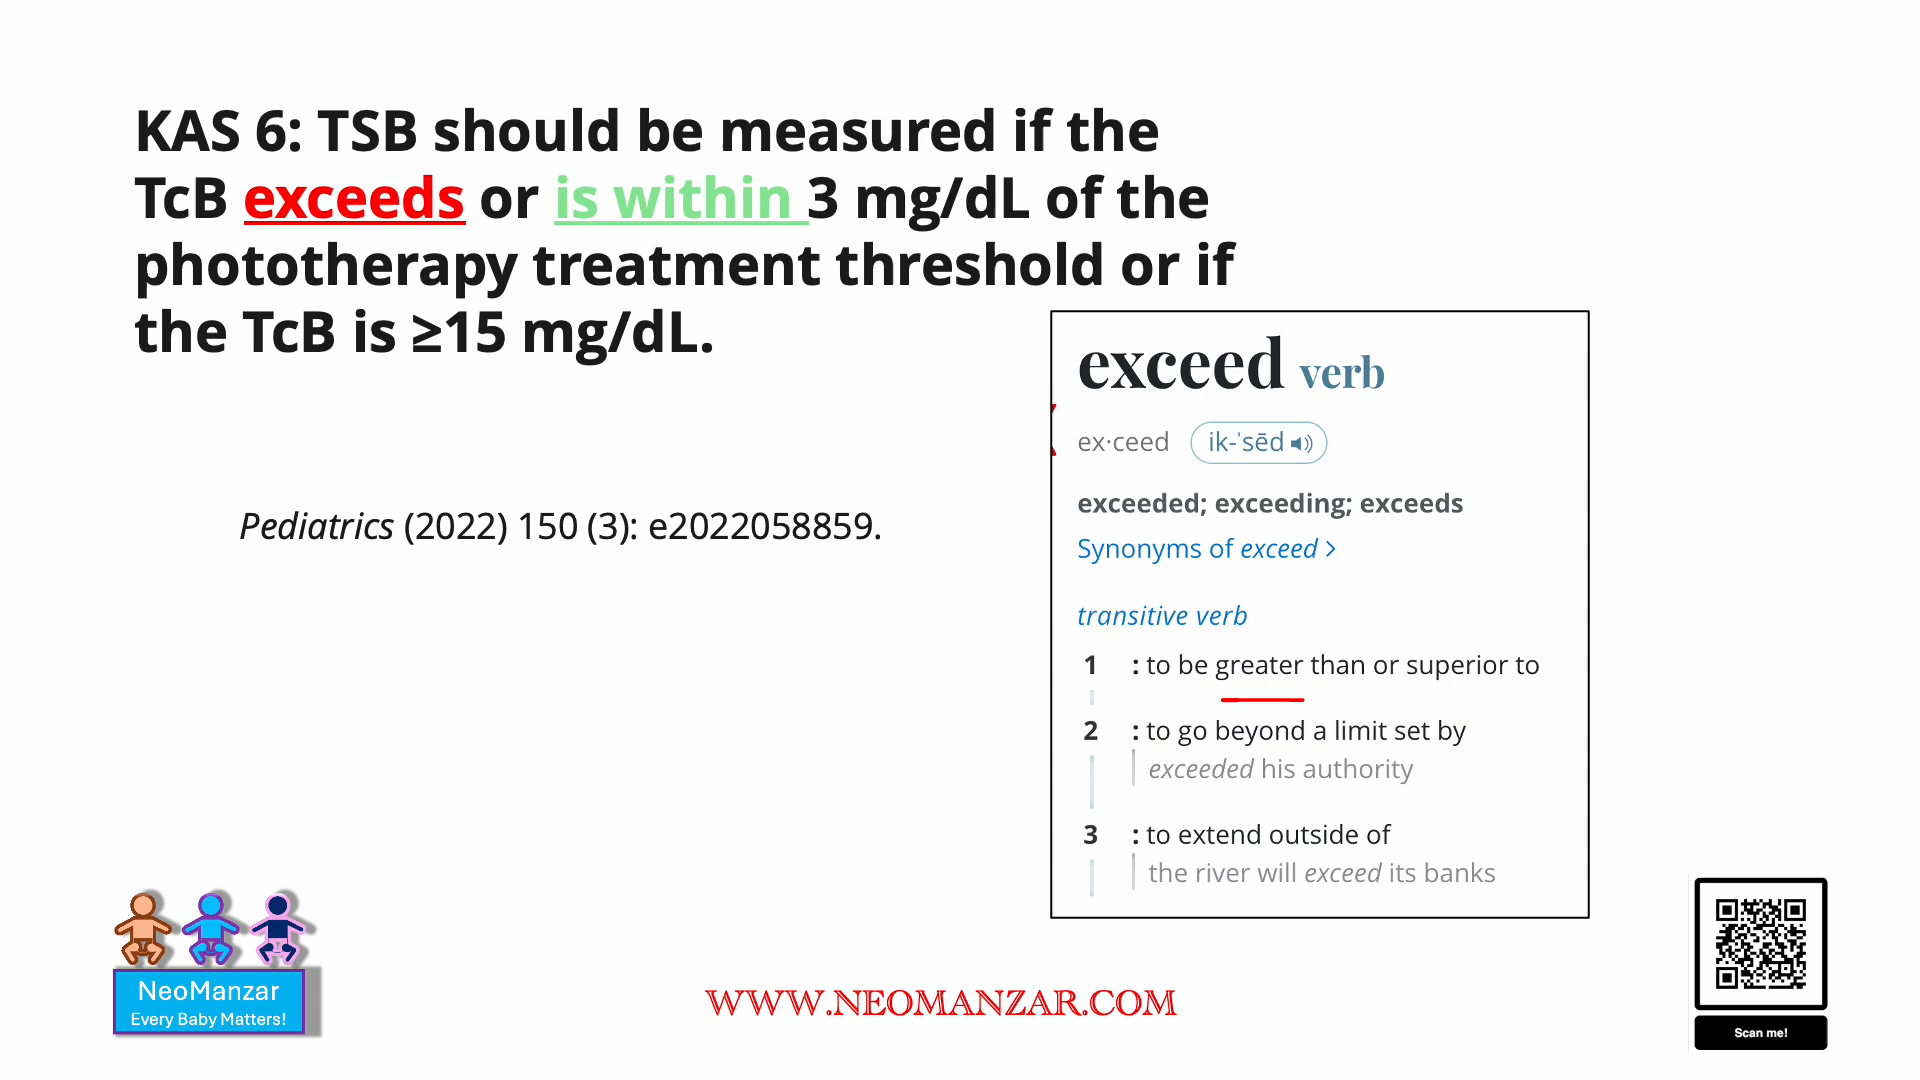 KAS 6: TSB should be measured if the
TcB exceeds or is within 3 mg/dL of the
phototherapy treatment threshold or if
the TcB is ≥15 mg/dL.
Pediatrics (2022) 150 (3): e2022058859.
exceed verb
ex·ceed ik-ˈsēd
exceeded; exceeding; exceeds
Synonyms of exceed >
transitive verb
1 : to be greater than or superior to
2 : to go beyond a limit set by
exceeded his authority
3 : to extend outside of
the river will exceed its banks
NeoManzar
Every Baby Matters!
WWW.NEOMANZAR.COM
Scan me!